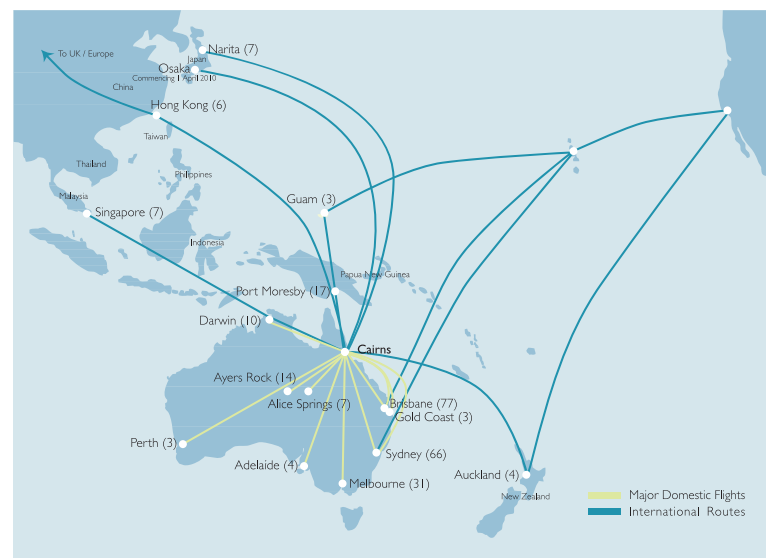 Narita (7)
To UK / Europe
Japan
Osaka
Commencing 1 April 2010
China
Hong Kong (6)
Taiwan
Thailand
Philippines
Malaysia
Guam (3)
Singapore (7)
Indonesia
Papua New Guinea
Port Moresby (17)
Darwin (10)
Cairns
Ayers Rock (14)
Alice Springs (7)
Brisbane (77)
Gold Coast (3)
Perth (3)
Sydney (66)
Adelaide (4)
Auckland (4)
Melbourne (31)
New Zealand
Major Domestic Flights
International Routes